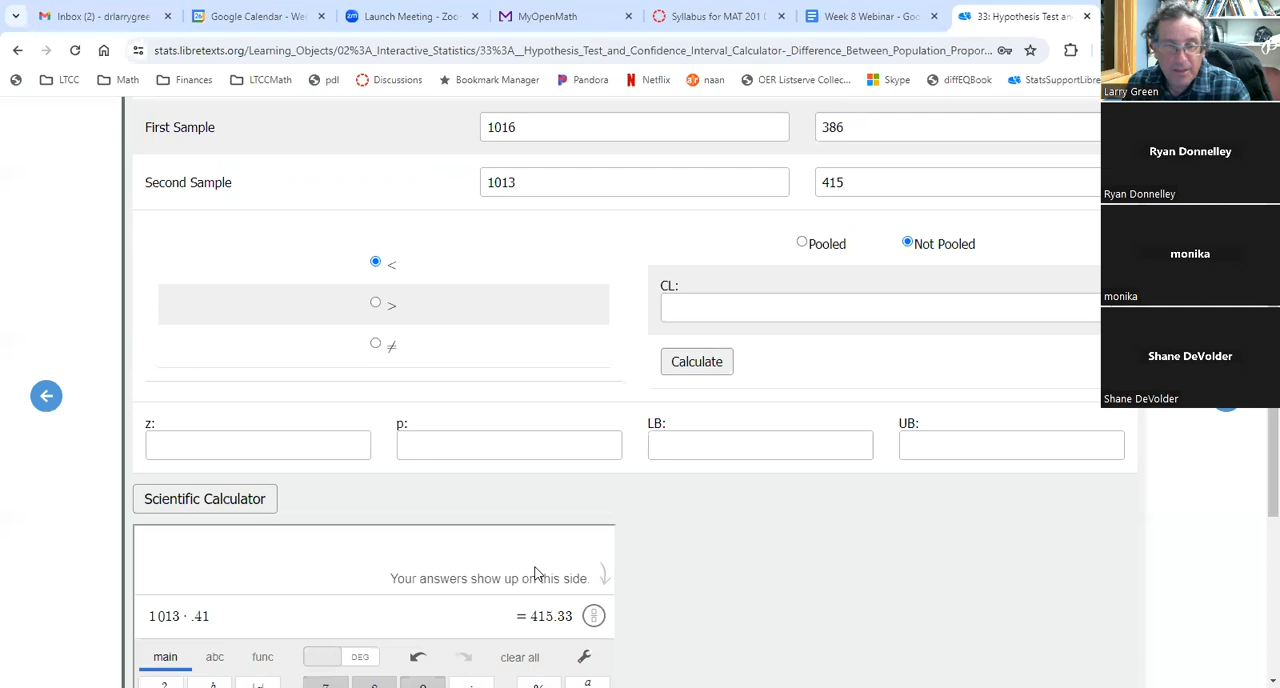 Inbox (2) - drlarrygree
Google Calendar - We
Launch Meeting - Zoo
MyOpenMath
Syllabus for MAT 201
Week 8 Webinar - Goo
33: Hypothesis Test and
stats.libretexts.org/Learning_Objects/02%3A_Interactive_Statistics/33%3A_Hypothesis_Test_and_Confidence_Interval_Calculator-_Difference_Between_Population_Propor...
LTCC
Math
Finances
LTCCMath
pdl
Discussions
Bookmark Manager
Pandora
Netflix
naan
OER Listserve Collec...
Skype
diffEQBook
StatsSupportLibre
Larry Green
Ryan Donnelley
Ryan Donnelley
monika
monika
Shane DeVolder
Shane DeVolder
First Sample 1016 386
Second Sample 1013 415
Pooled Not Pooled
<
>
≠
CL:
Calculate
z: p: LB: UB:
Scientific Calculator
Your answers show up on this side.
1013 · .41 = 415.33
main abc func DEG clear all